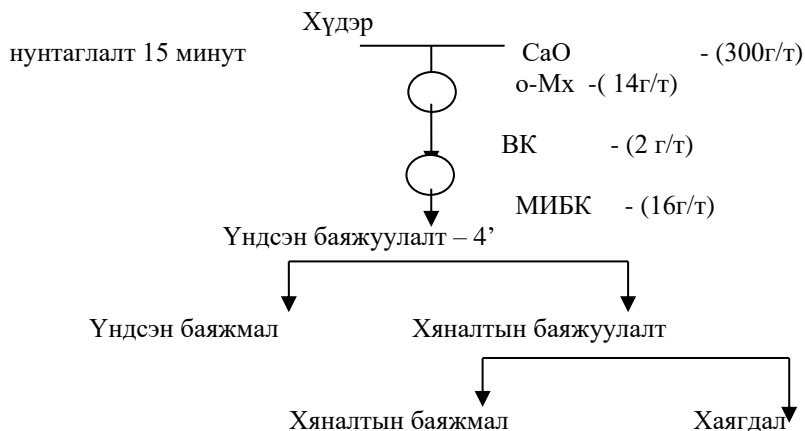 Хүдэр
нунтаглалт 15 минут СаО - (300г/т)
о-Мх -( 14г/т)
ВК - (2 г/т)
МИБК - (16г/т)
Үндсэн баяжуулалт – 4’
Үндсэн баяжмал Хяналтын баяжуулалт
Хяналтын баяжмал Хаягдал